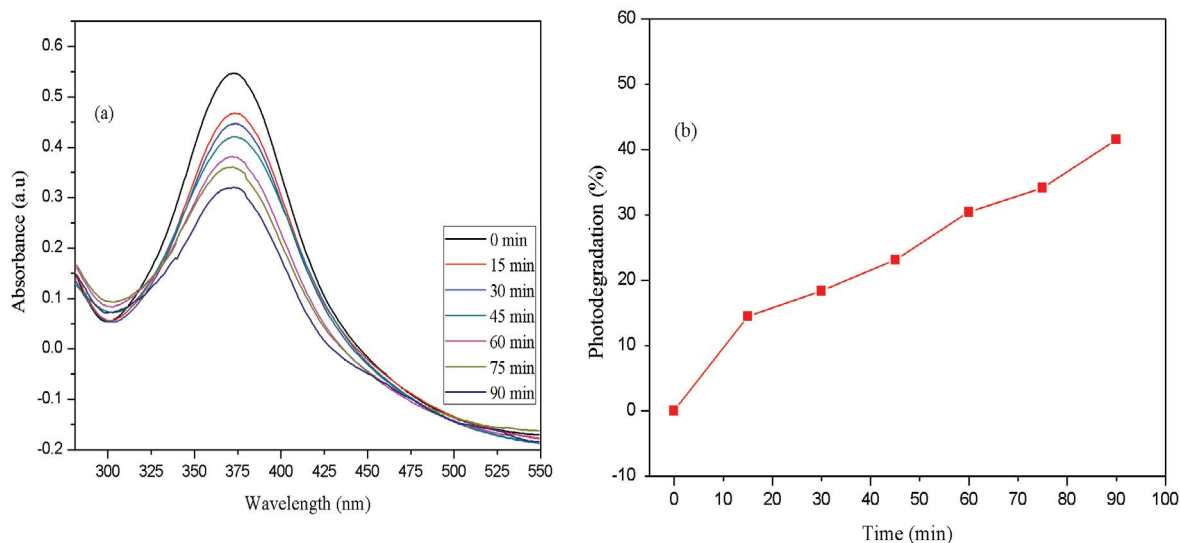 (a)
Absorbance (a.u)
0.6
0.5
0.4
0.3
0.2
0.1
0.0
-0.1
-0.2
300 325 350 375 400 425 450 475 500 525 550
Wavelength (nm)
0 min
15 min
30 min
45 min
60 min
75 min
90 min
(b)
Photodegradation (%)
60
50
40
30
20
10
0
-10
0 10 20 30 40 50 60 70 80 90 100
Time (min)